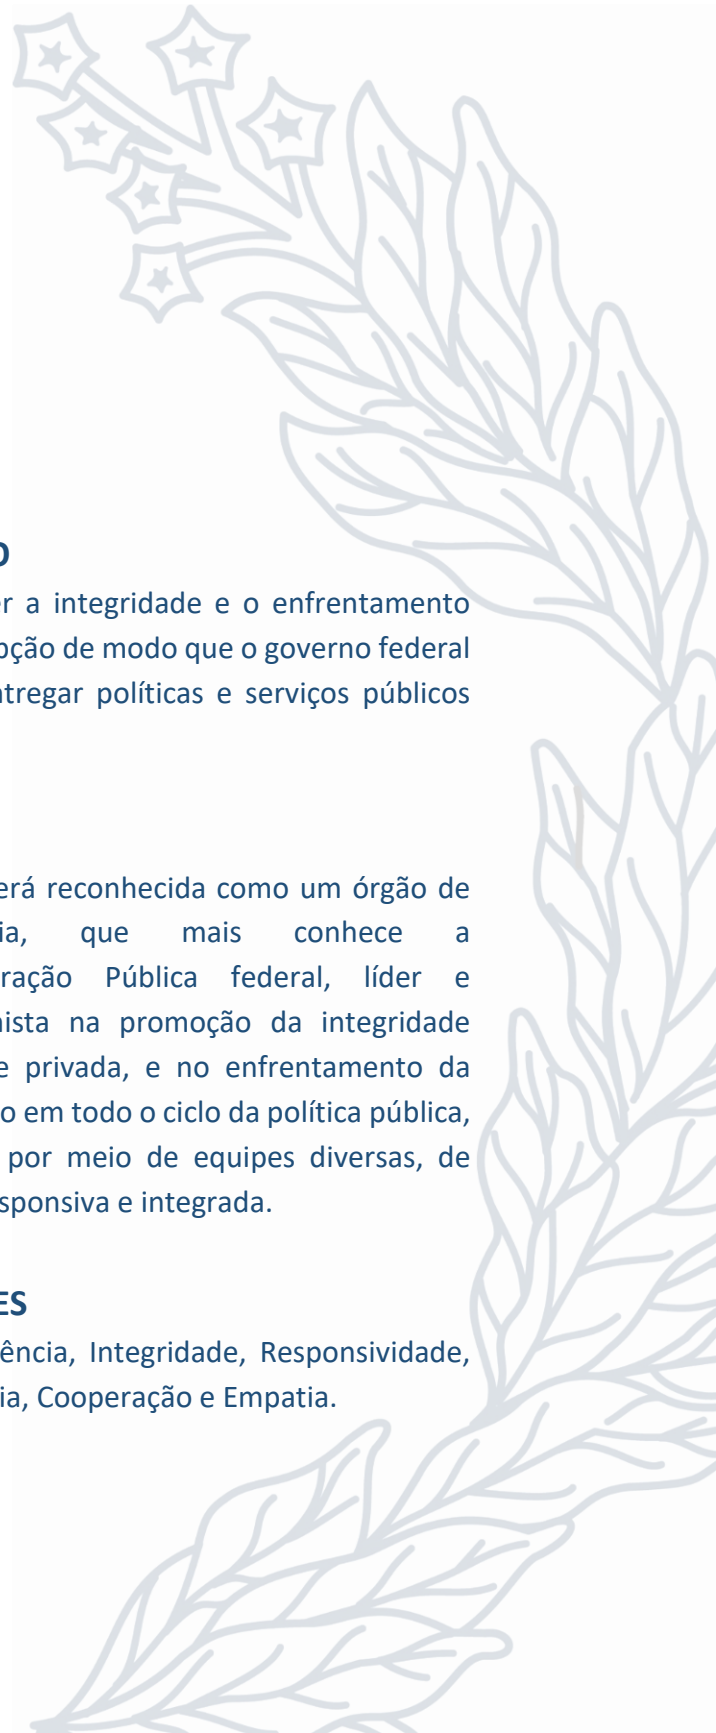 O
er a integridade e o enfrentamento
pção de modo que o governo federal
ntregar políticas e serviços públicos
erá reconhecida como um órgão de
ia, que mais conhece a
ração Pública federal, líder e
nista na promoção da integridade
e privada, e no enfrentamento da
o em todo o ciclo da política pública,
por meio de equipes diversas, de
sponsiva e integrada.
ES
ência, Integridade, Responsividade,
ia, Cooperação e Empatia.